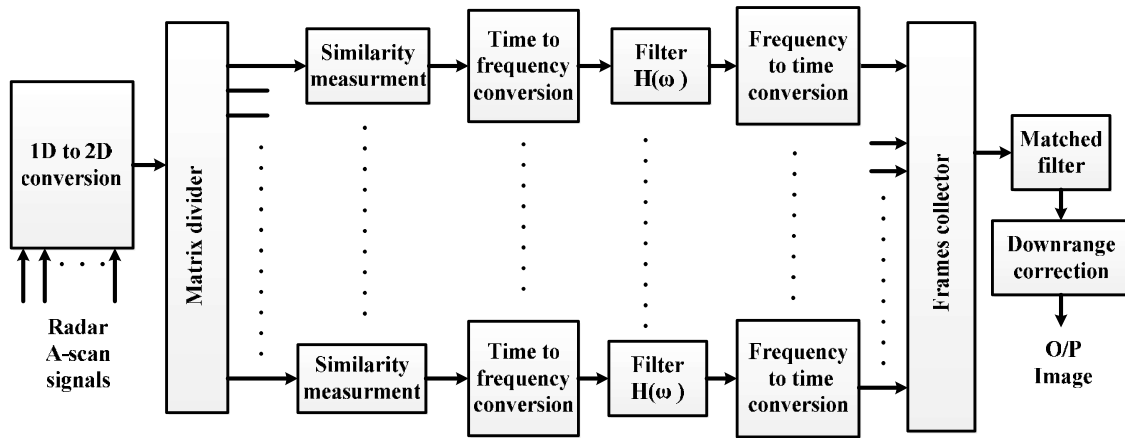 1D to 2D
conversion
Radar
A-scan
signals
Matrix divider
Similarity
measurment
Time to
frequency
conversion
Filter
H(ω )
Frequency
to time
conversion
Similarity
measurment
Time to
frequency
conversion
Filter
H(ω )
Frequency
to time
conversion
Frames collector
Matched
filter
Downrange
correction
O/P
Image